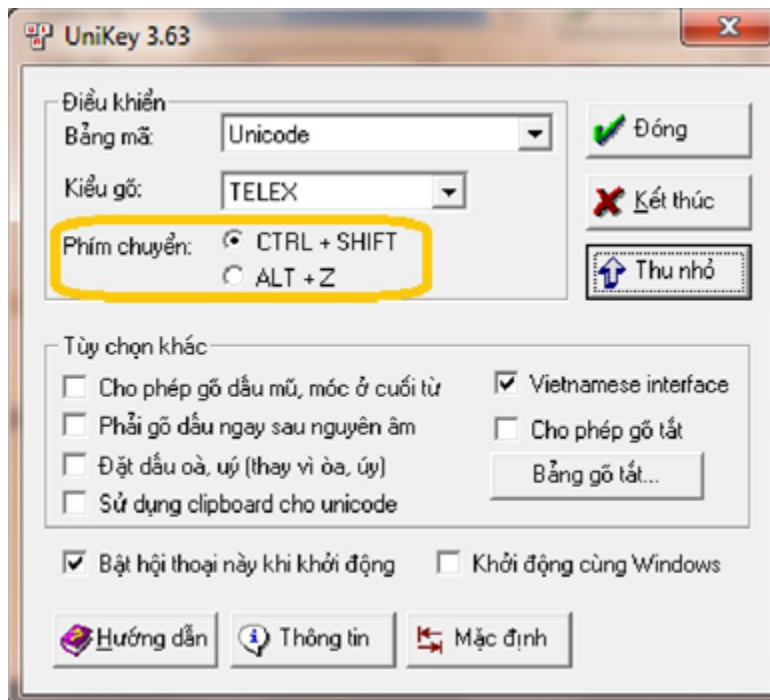 UniKey 3.63
Điều khiển
Bảng mã: Unicode
Đóng
Kiểu gõ: TELEX
Kết thúc
Phím chuyển: CTRL + SHIFT
ALT + Z
Thu nhỏ
Tùy chọn khác
Cho phép gõ dấu mũ, móc ở cuối từ
Vietnamese interface
Phải gõ dấu ngay sau nguyên âm
Cho phép gõ tắt
Đặt dấu oà, uý (thay vì òa, úy)
Bảng gõ tắt...
Sử dụng clipboard cho unicode
Bật hội thoại này khi khởi động
Khởi động cùng Windows
Hướng dẫn
Thông tin
Mặc định